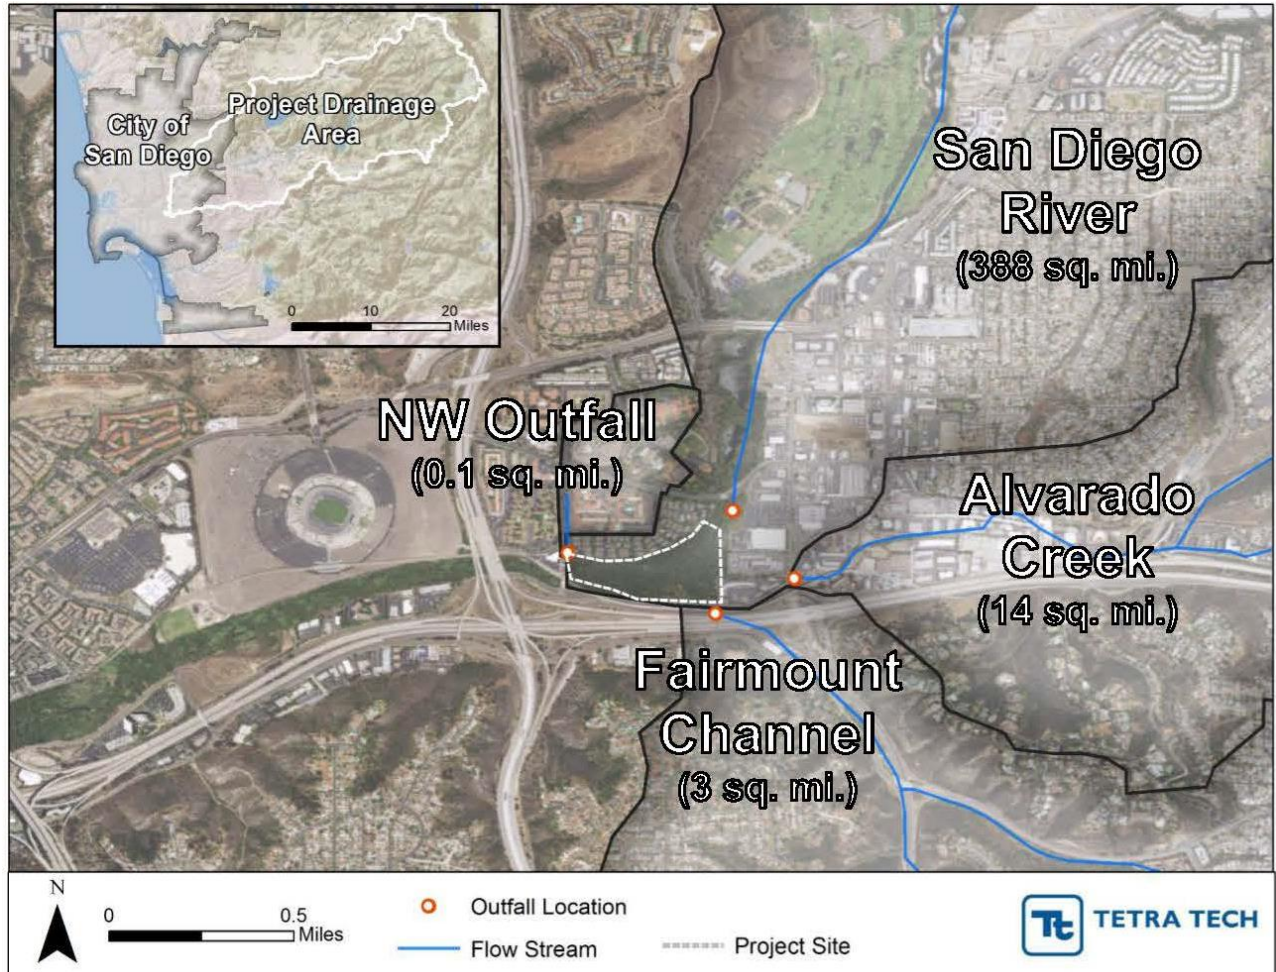 City of
San Diego
Project Drainage
Area
0 10 20
Miles
San Diego
River
(388 sq. mi.)
NW Outfall
(0.1 sq. mi.)
Alvarado
Creek
(14 sq. mi.)
Fairmount
Channel
(3 sq. mi.)
N
0 0.5
Miles
Outfall Location
Flow Stream
Project Site
Tt TETRA TECH